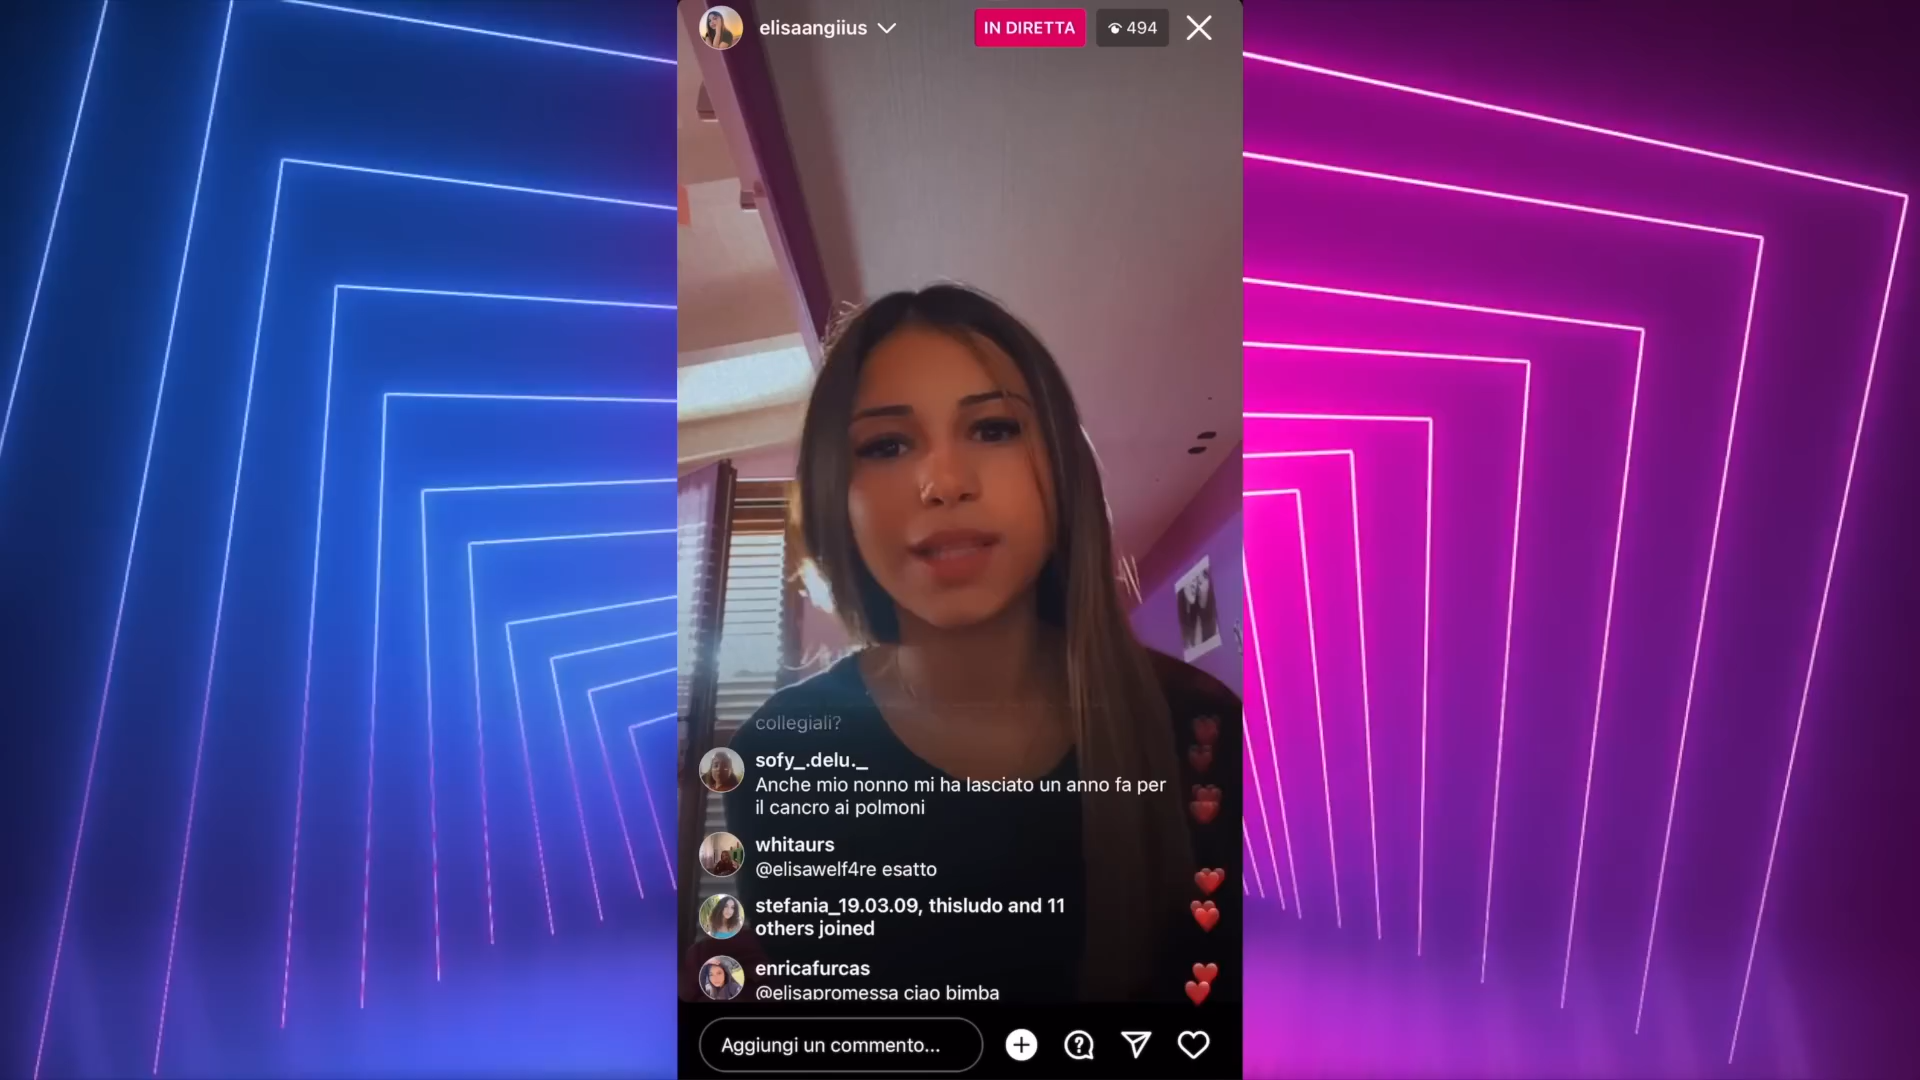 elisaangiius
IN DIRETTA
494
collegiali?
sofy_.delu._
Anche mio nonno mi ha lasciato un anno fa per
il cancro ai polmoni
whitaurs
@elisawelf4re esatto
stefania_19.03.09, thisludo and 11
others joined
enricafurcas
@elisapromessa ciao bimba
Aggiungi un commento...